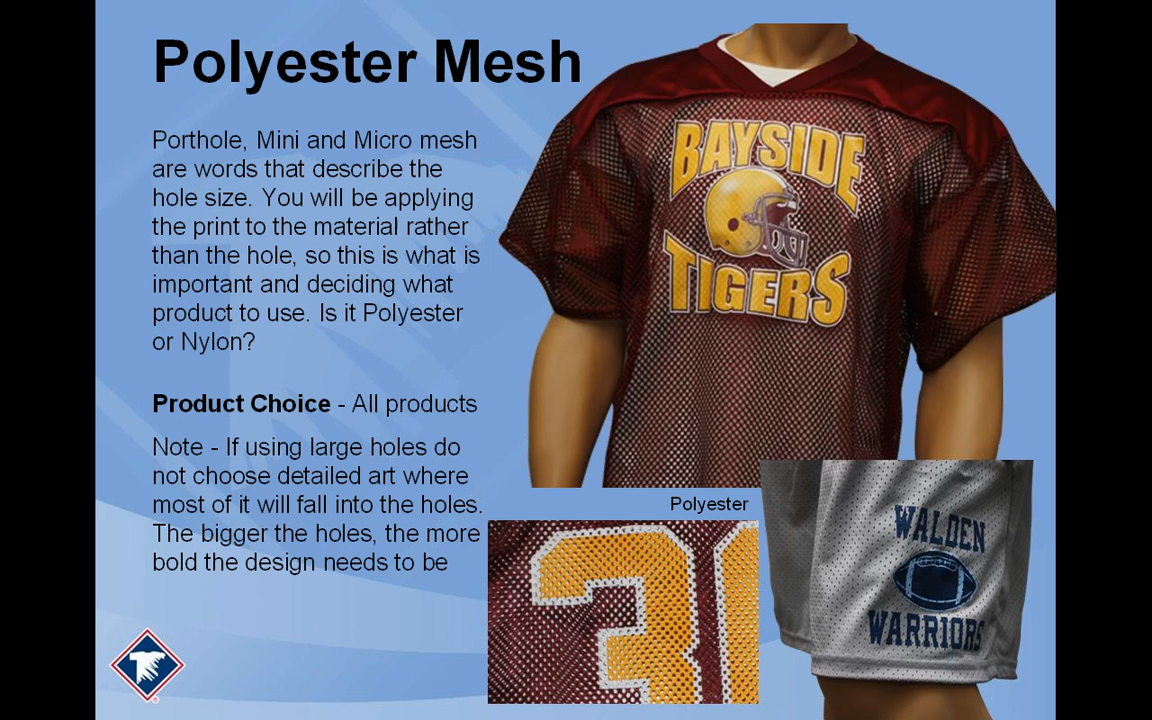 Polyester Mesh
Porthole, Mini and Micro mesh
are words that describe the
hole size. You will be applying
the print to the material rather
than the hole, so this is what is
important and deciding what
product to use. Is it Polyester
or Nylon?
Product Choice - All products
Note - If using large holes do
not choose detailed art where
most of it will fall into the holes.
The bigger the holes, the more
bold the design needs to be
BAYSIDE
TIGERS
Polyester
3
WALDEN
WARRIORS